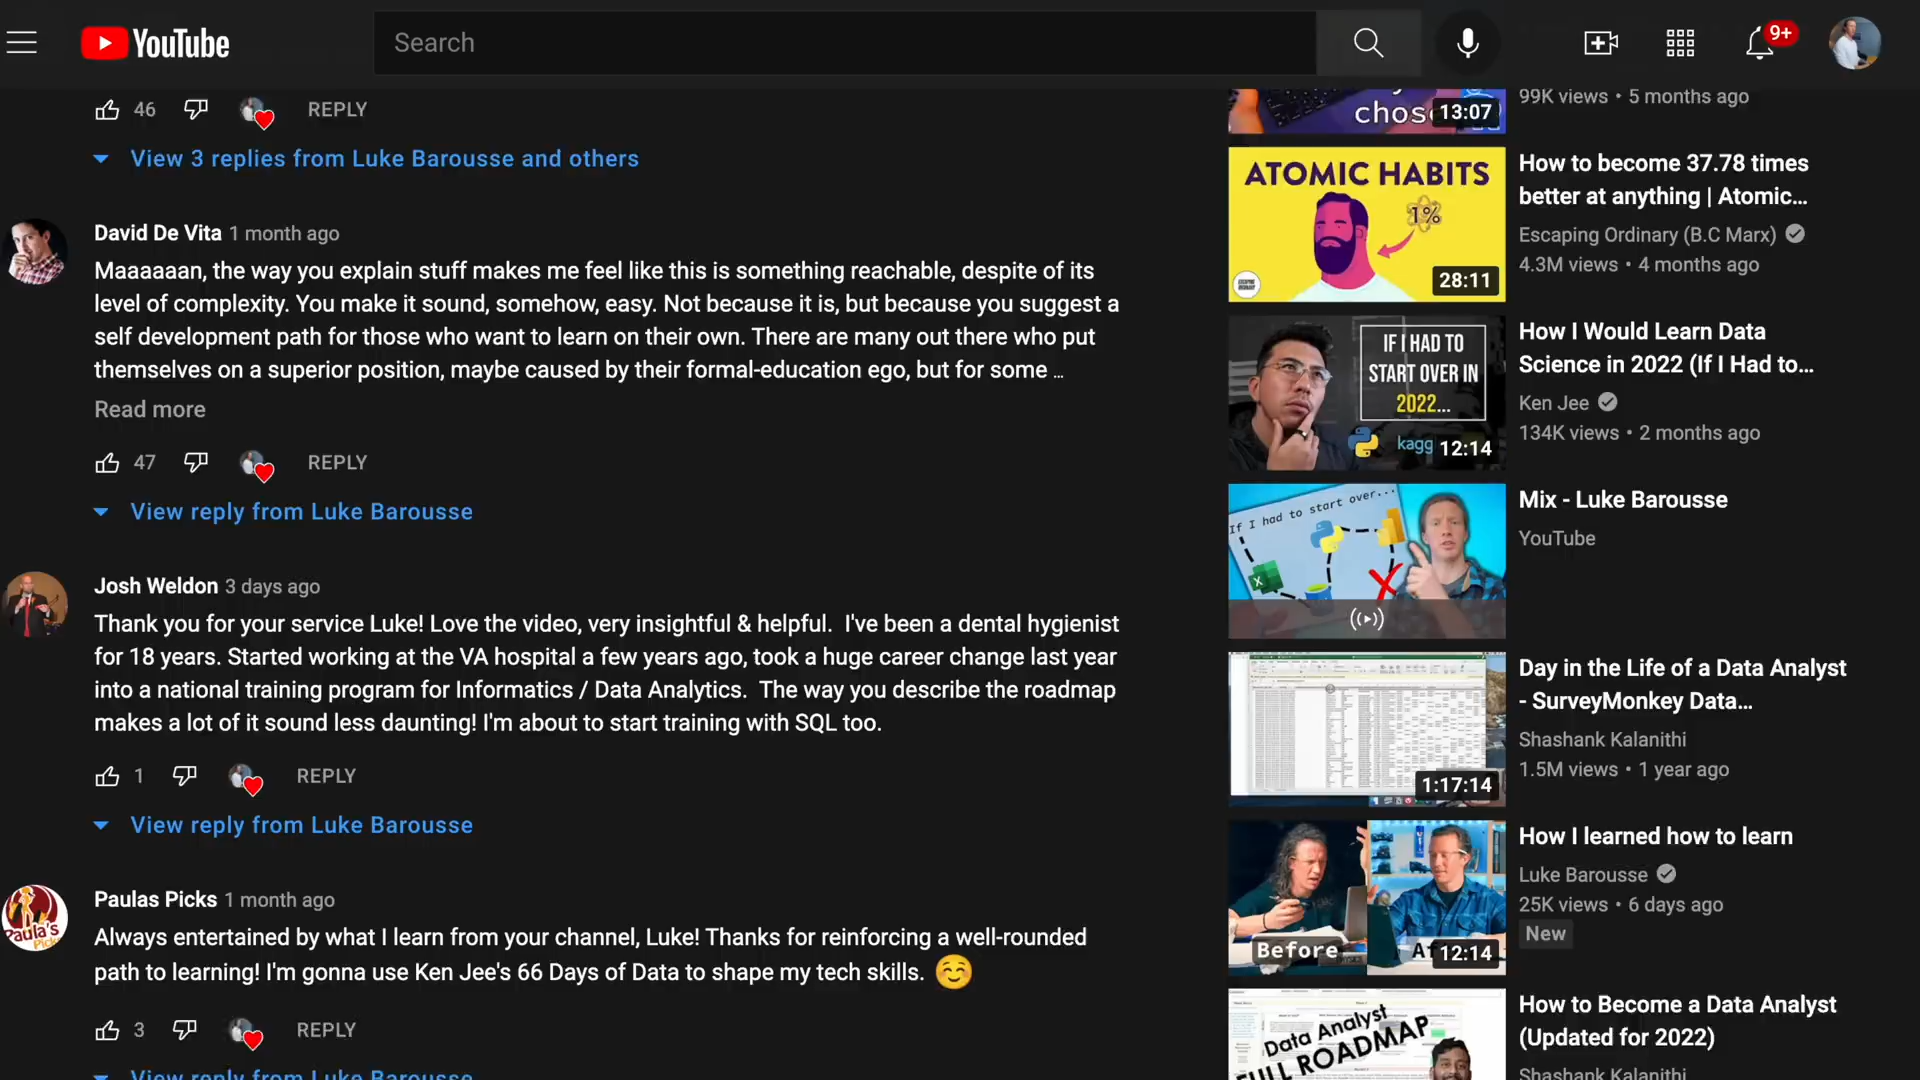 YouTube
Search
9+
46
REPLY
View 3 replies from Luke Barousse and others
David De Vita 1 month ago
Maaaaaan, the way you explain stuff makes me feel like this is something reachable, despite of its
level of complexity. You make it sound, somehow, easy. Not because it is, but because you suggest a
self development path for those who want to learn on their own. There are many out there who put
themselves on a superior position, maybe caused by their formal-education ego, but for some ...
Read more
47
REPLY
View reply from Luke Barousse
Josh Weldon 3 days ago
Thank you for your service Luke! Love the video, very insightful & helpful. I've been a dental hygienist
for 18 years. Started working at the VA hospital a few years ago, took a huge career change last year
into a national training program for Informatics / Data Analytics. The way you describe the roadmap
makes a lot of it sound less daunting! I'm about to start training with SQL too.
1
REPLY
View reply from Luke Barousse
Paula's
Paulas Picks 1 month ago
Always entertained by what I learn from your channel, Luke! Thanks for reinforcing a well-rounded
path to learning! I'm gonna use Ken Jee's 66 Days of Data to shape my tech skills. ☺️
3
REPLY
View reply from Luke Barousse
chos
13:07
99K views • 5 months ago
ATOMIC HABITS
1%
28:11
How to become 37.78 times
better at anything | Atomic...
Escaping Ordinary (B.C Marx)
4.3M views • 4 months ago
IF I HAD TO
START OVER IN
2022...
kagg
12:14
How I Would Learn Data
Science in 2022 (If I Had to...
Ken Jee
134K views • 2 months ago
If I had to start over...
Mix - Luke Barousse
YouTube
1:17:14
Day in the Life of a Data Analyst
- SurveyMonkey Data...
Shashank Kalanithi
1.5M views • 1 year ago
Before
Af
12:14
How I learned how to learn
Luke Barousse
25K views • 6 days ago
New
Data Analyst
FULL ROADMAP
How to Become a Data Analyst
(Updated for 2022)
Shashank Kalanithi